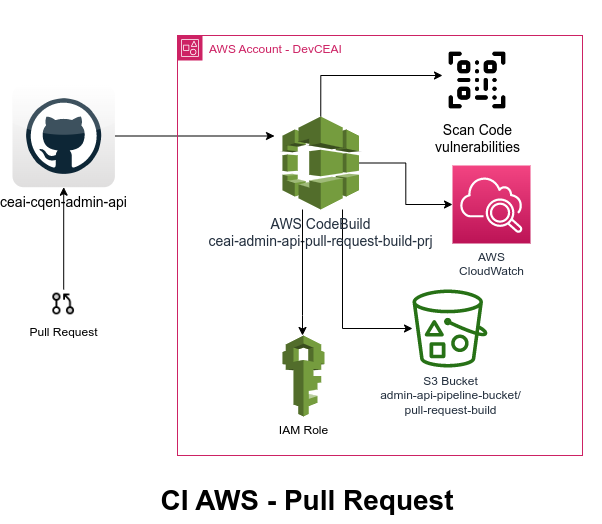 AWS Account - DevCEAI
Scan Code
vulnerabilities
ceai-cqen-admin-api
AWS CodeBuild
ceai-admin-api-pull-request-build-prj
AWS
CloudWatch
Pull Request
S3 Bucket
admin-api-pipeline-bucket/
pull-request-build
IAM Role
CI AWS - Pull Request